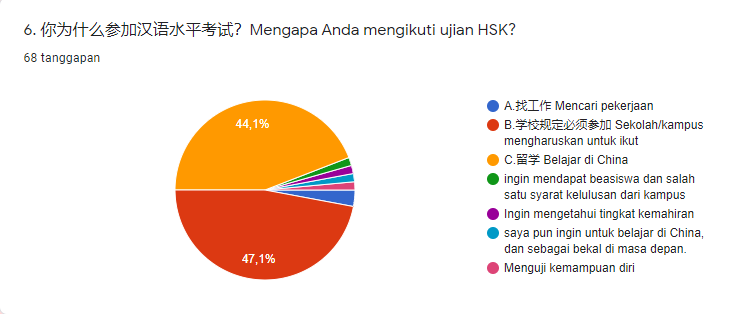 6. 你为什么参加汉语水平考试？Mengapa Anda mengikuti ujian HSK?
68 tanggapan
44,1%
47,1%
A.找工作 Mencari pekerjaan
B.学校规定必须参加 Sekolah/kampus
mengharuskan untuk ikut
C.留学 Belajar di China
ingin mendapat beasiswa dan salah
satu syarat kelulusan dari kampus
Ingin mengetahui tingkat kemahiran
saya pun ingin untuk belajar di China,
dan sebagai bekal di masa depan.
Menguji kemampuan diri